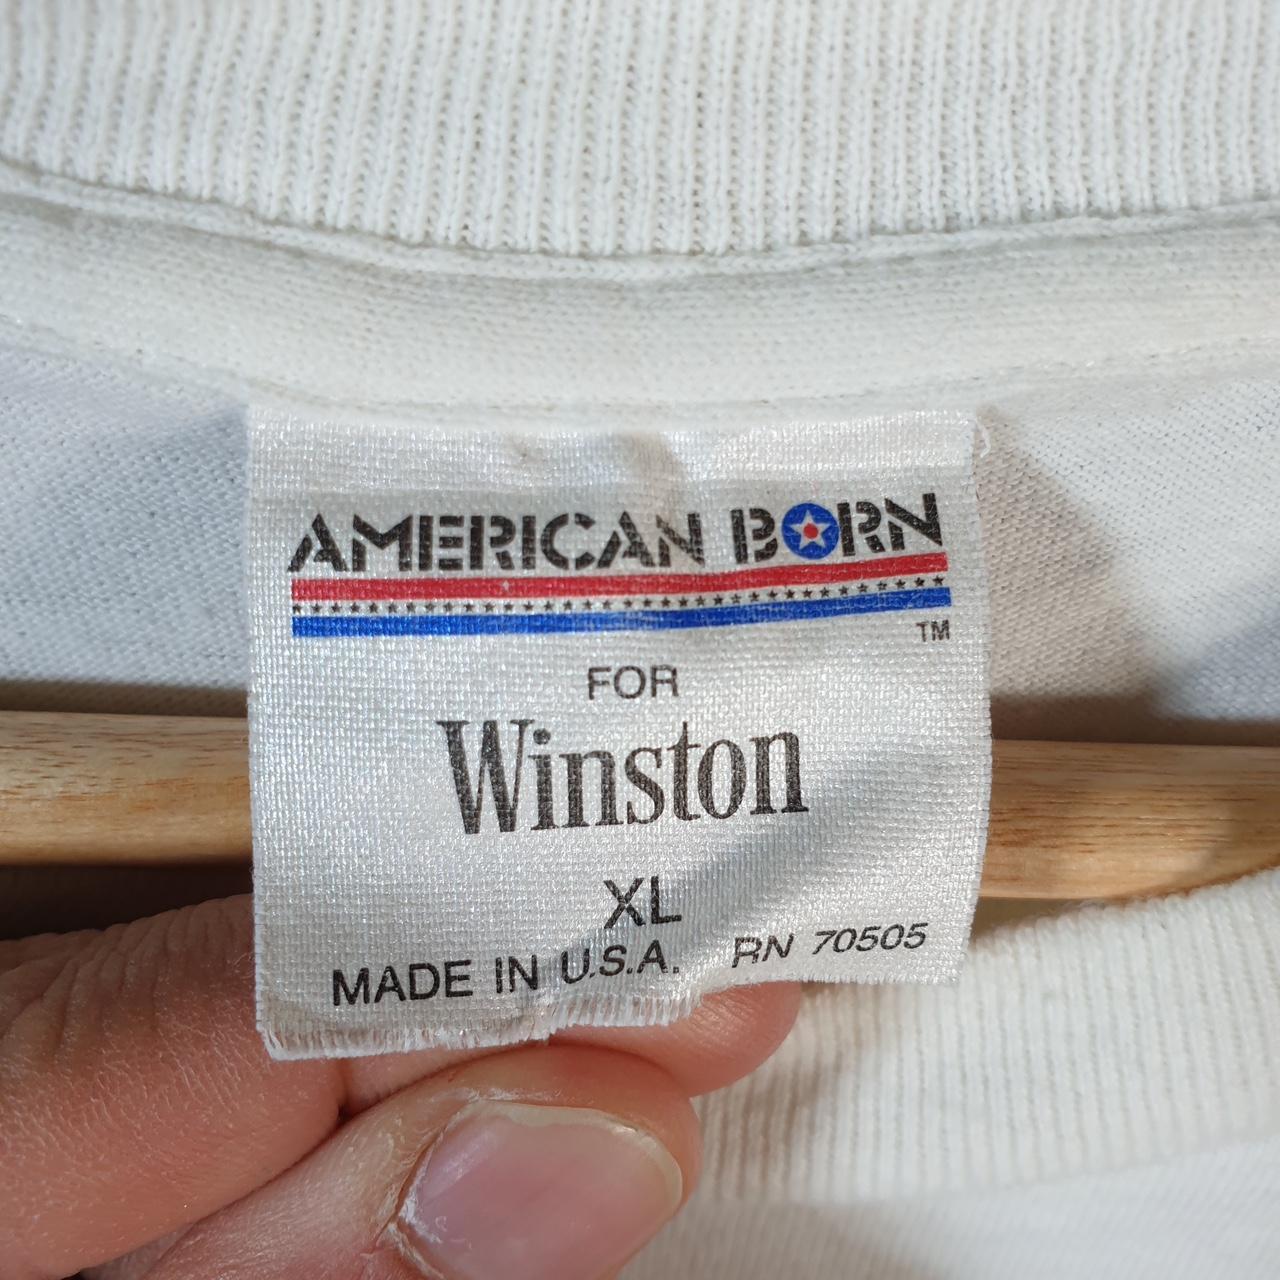 AMERICAN BORN
TM
FOR
Winston
XL
MADE IN U.S.A. RN 70505